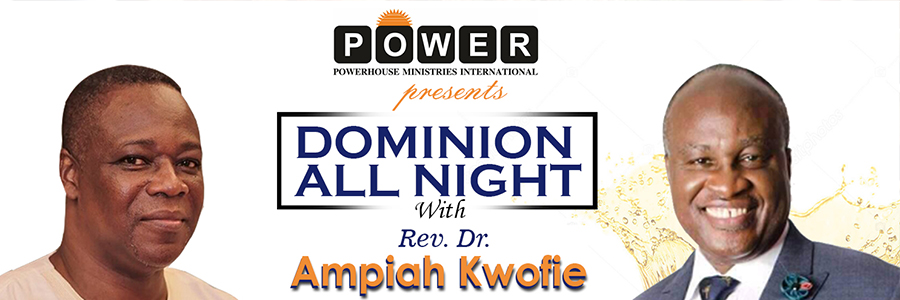 POWER
POWERHOUSE MINISTRIES INTERNATIONAL
presents
DOMINION
ALL NIGHT
With
Rev. Dr.
Ampiah Kwofie